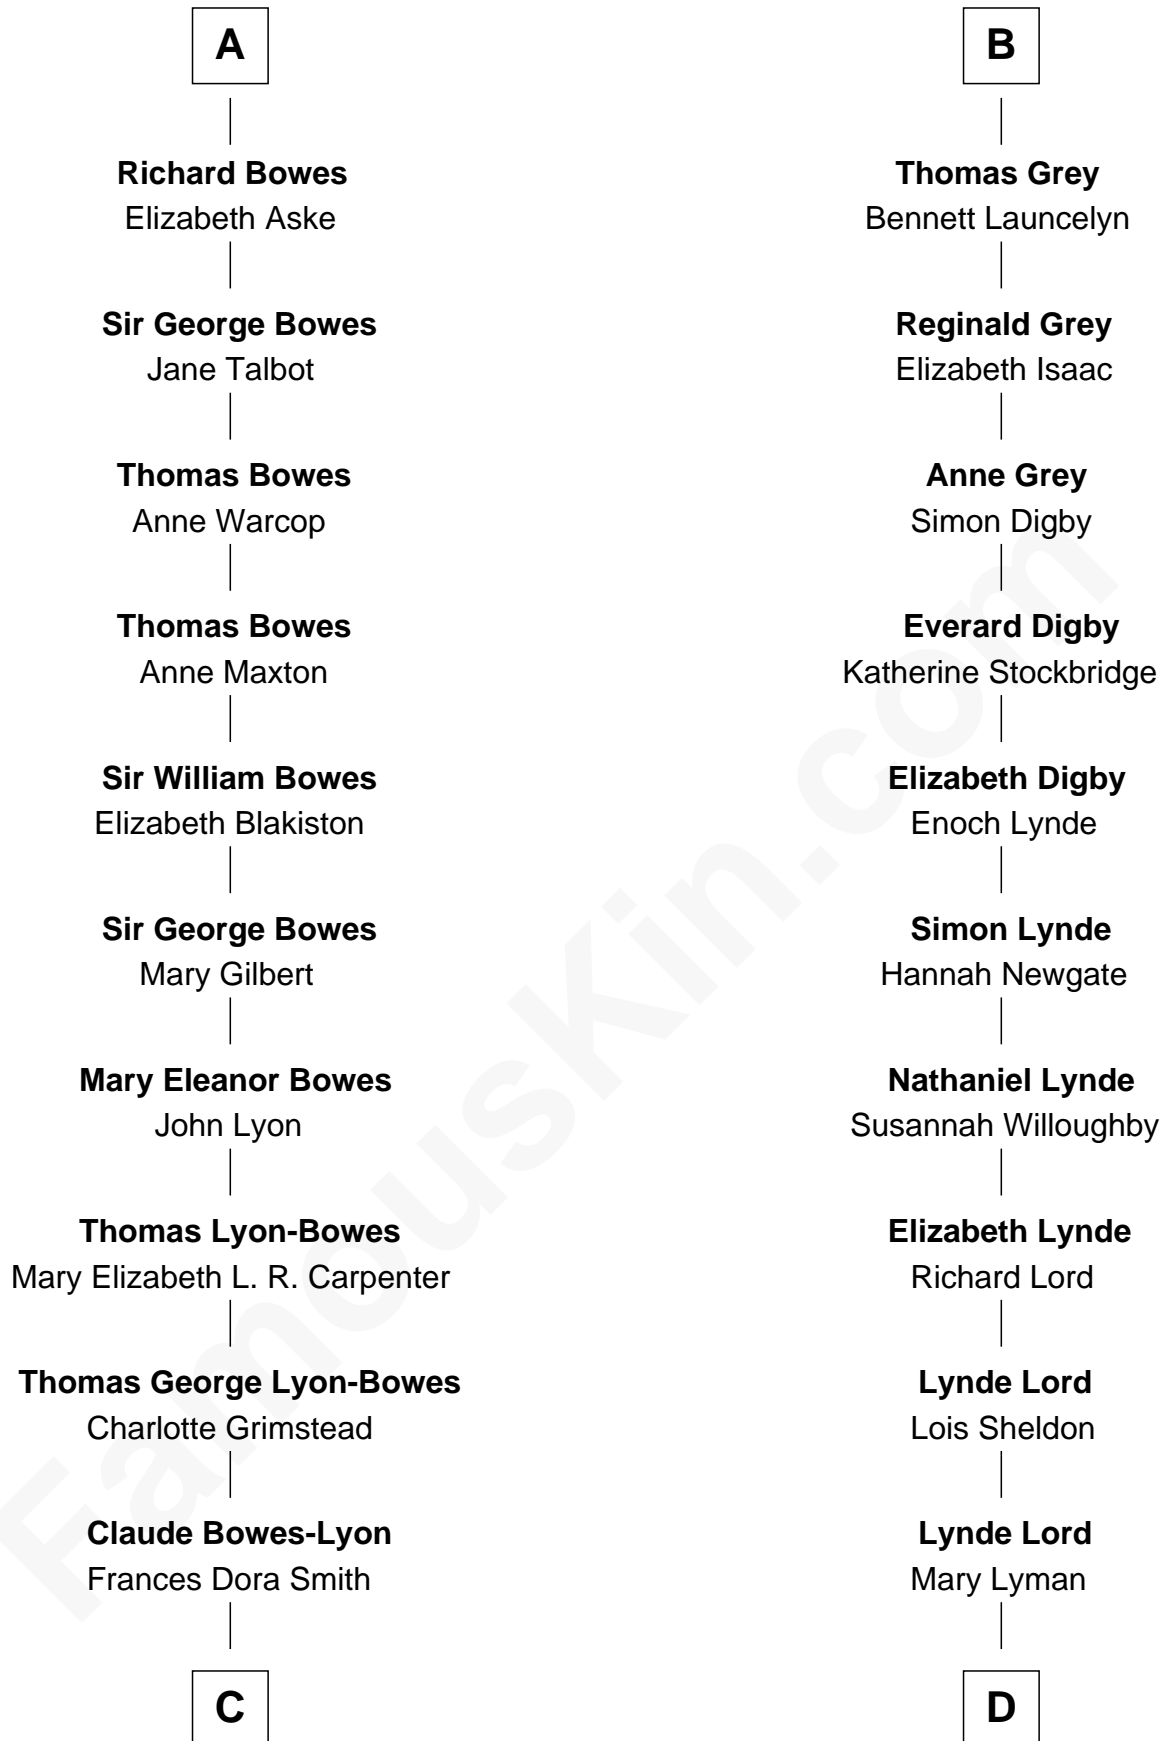 A
Richard Bowes
Elizabeth Aske
Sir George Bowes
Jane Talbot
Thomas Bowes
Anne Warcop
Thomas Bowes
Anne Maxton
Sir William Bowes
Elizabeth Blakiston
Sir George Bowes
Mary Gilbert
Mary Eleanor Bowes
John Lyon
Thomas Lyon-Bowes
Mary Elizabeth L. R. Carpenter
Thomas George Lyon-Bowes
Charlotte Grimstead
Claude Bowes-Lyon
Frances Dora Smith
C
B
Thomas Grey
Bennett Launcelyn
Reginald Grey
Elizabeth Isaac
Anne Grey
Simon Digby
Everard Digby
Katherine Stockbridge
Elizabeth Digby
Enoch Lynde
Simon Lynde
Hannah Newgate
Nathaniel Lynde
Susannah Willoughby
Elizabeth Lynde
Richard Lord
Lynde Lord
Lois Sheldon
Lynde Lord
Mary Lyman
D
FamousKin.com